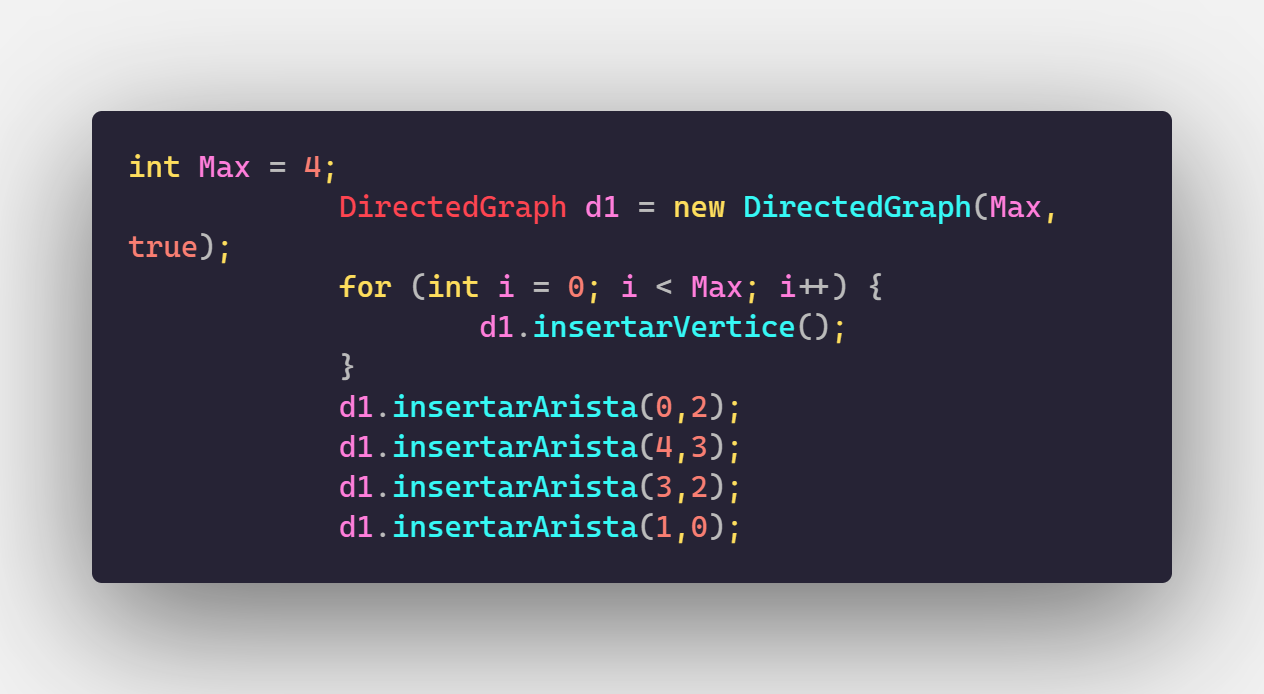 int Max = 4;
DirectedGraph d1 = new DirectedGraph(Max,
true);
for (int i = 0; i < Max; i++) {
d1.insertarVertice();
}
d1.insertarArista(0,2);
d1.insertarArista(4,3);
d1.insertarArista(3,2);
d1.insertarArista(1,0);